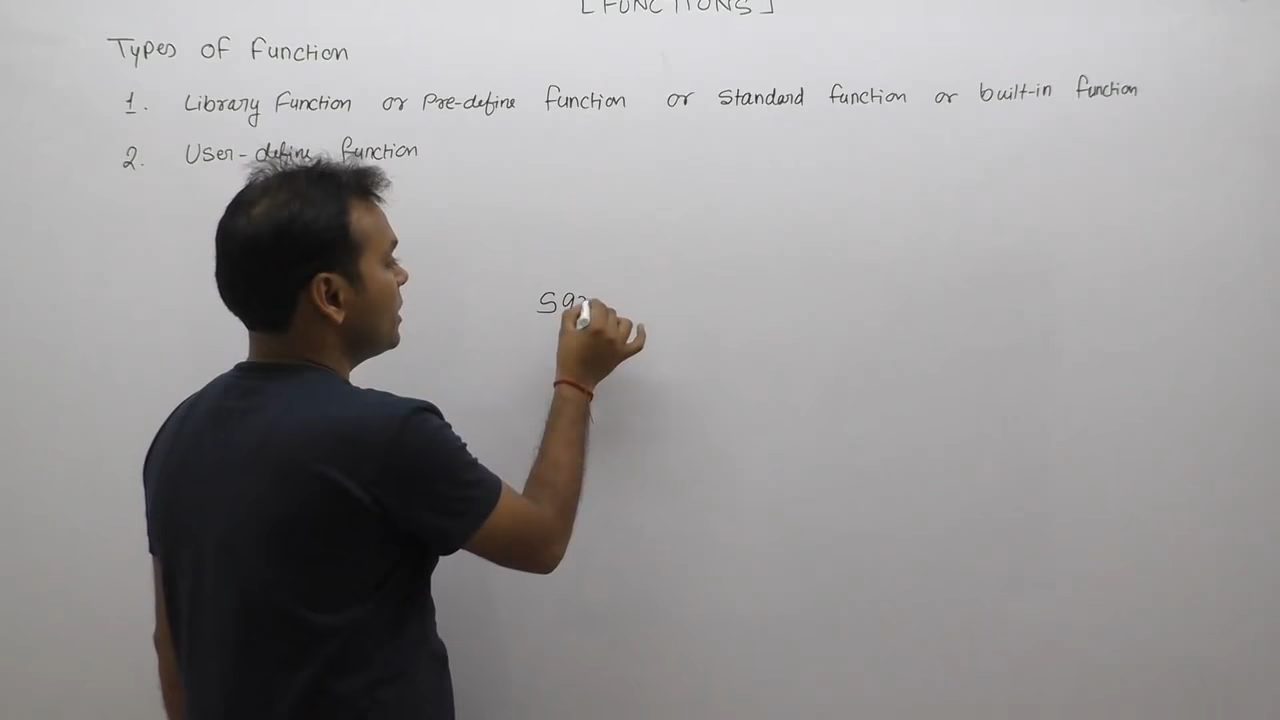 [FUNCTIONS]
Types of Function
1. Library Function or Pre-define function or Standard function or built-in function
2. User-define function